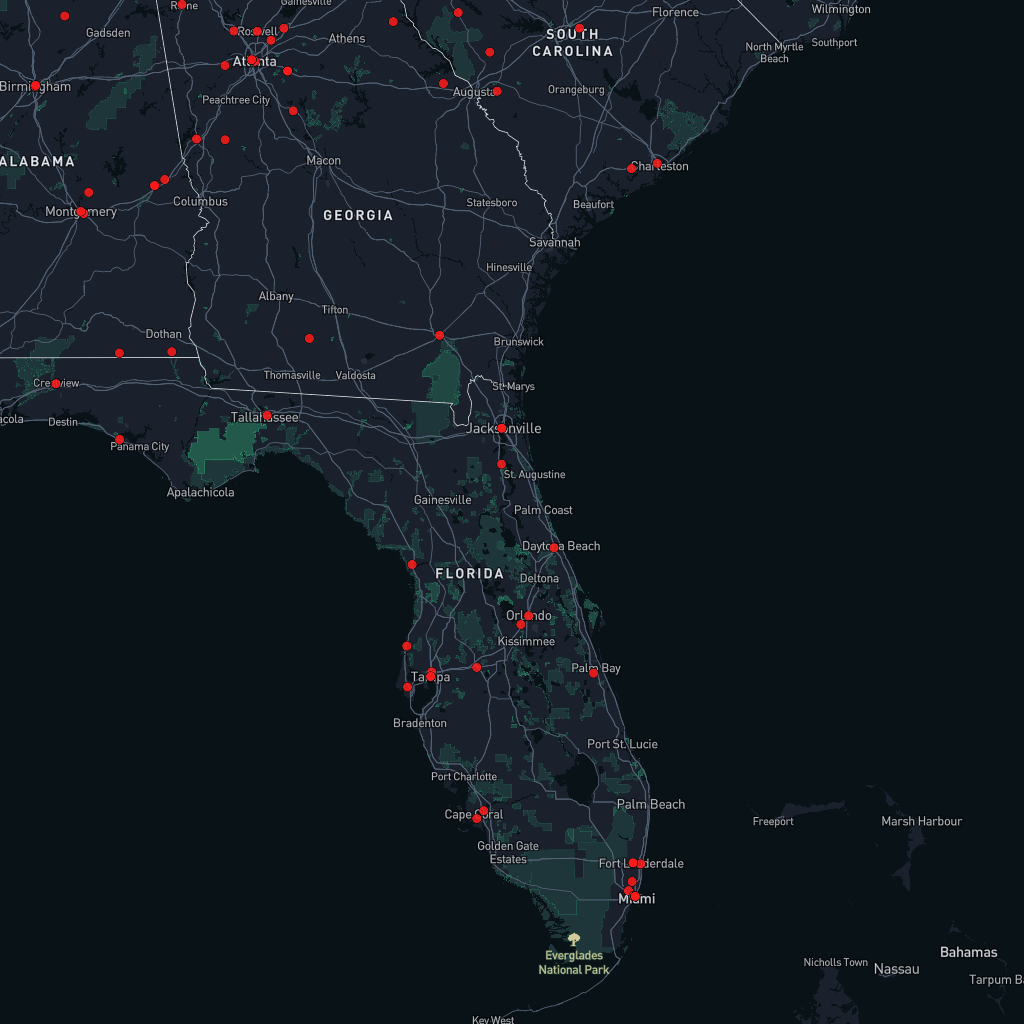 Wilmington
Rome
Gainesville
Florence
Gadsden
Roswell
SOUTH
CAROLINA
Athens
Southport
North Myrtle
Beach
Atlanta
Birmingham
Augusta
Orangeburg
Peachtree City
ALABAMA
Macon
Charleston
Columbus
Statesboro
Beaufort
Montgomery
GEORGIA
Savannah
Hinesville
Albany
Tifton
Dothan
Brunswick
Thomasville
Valdosta
Crestview
St. Marys
acola
Destin
Tallahassee
Jacksonville
Panama City
St. Augustine
Apalachicola
Gainesville
Palm Coast
Daytona Beach
FLORIDA
Deltona
Orlando
Kissimmee
Palm Bay
Tampa
Bradenton
Port St. Lucie
Port Charlotte
Palm Beach
Cape Coral
Freeport
Marsh Harbour
Golden Gate
Estates
Fort Lauderdale
Miami
Everglades
National Park
Bahamas
Nicholls Town
Nassau
Tarpum Ba
Key West